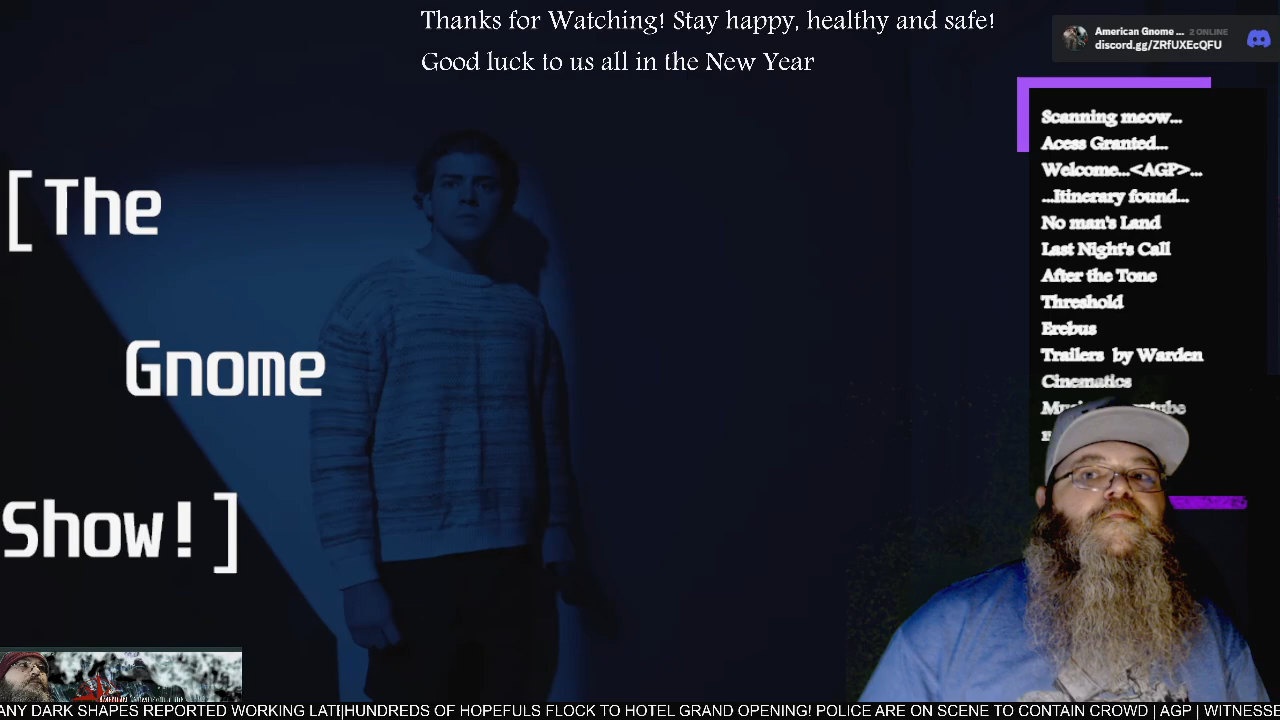 Thanks for Watching! Stay happy, healthy and safe!
Good luck to us all in the New Year
American Gnome ... 2 ONLINE
discord.gg/ZRfUXEcQFU
[The
Gnome
Show!]
Scanning meow...
Acess Granted...
Welcome...<AGP>...
...Itinerary found...
No man's Land
Last Night's Call
After the Tone
Threshold
Erebus
Trailers by Warden
Cinematics
ANY DARK SHAPES REPORTED WORKING LATI|HUNDREDS OF HOPEFULS FLOCK TO HOTEL GRAND OPENING! POLICE ARE ON SCENE TO CONTAIN CROWD | AGP | WITNESSE